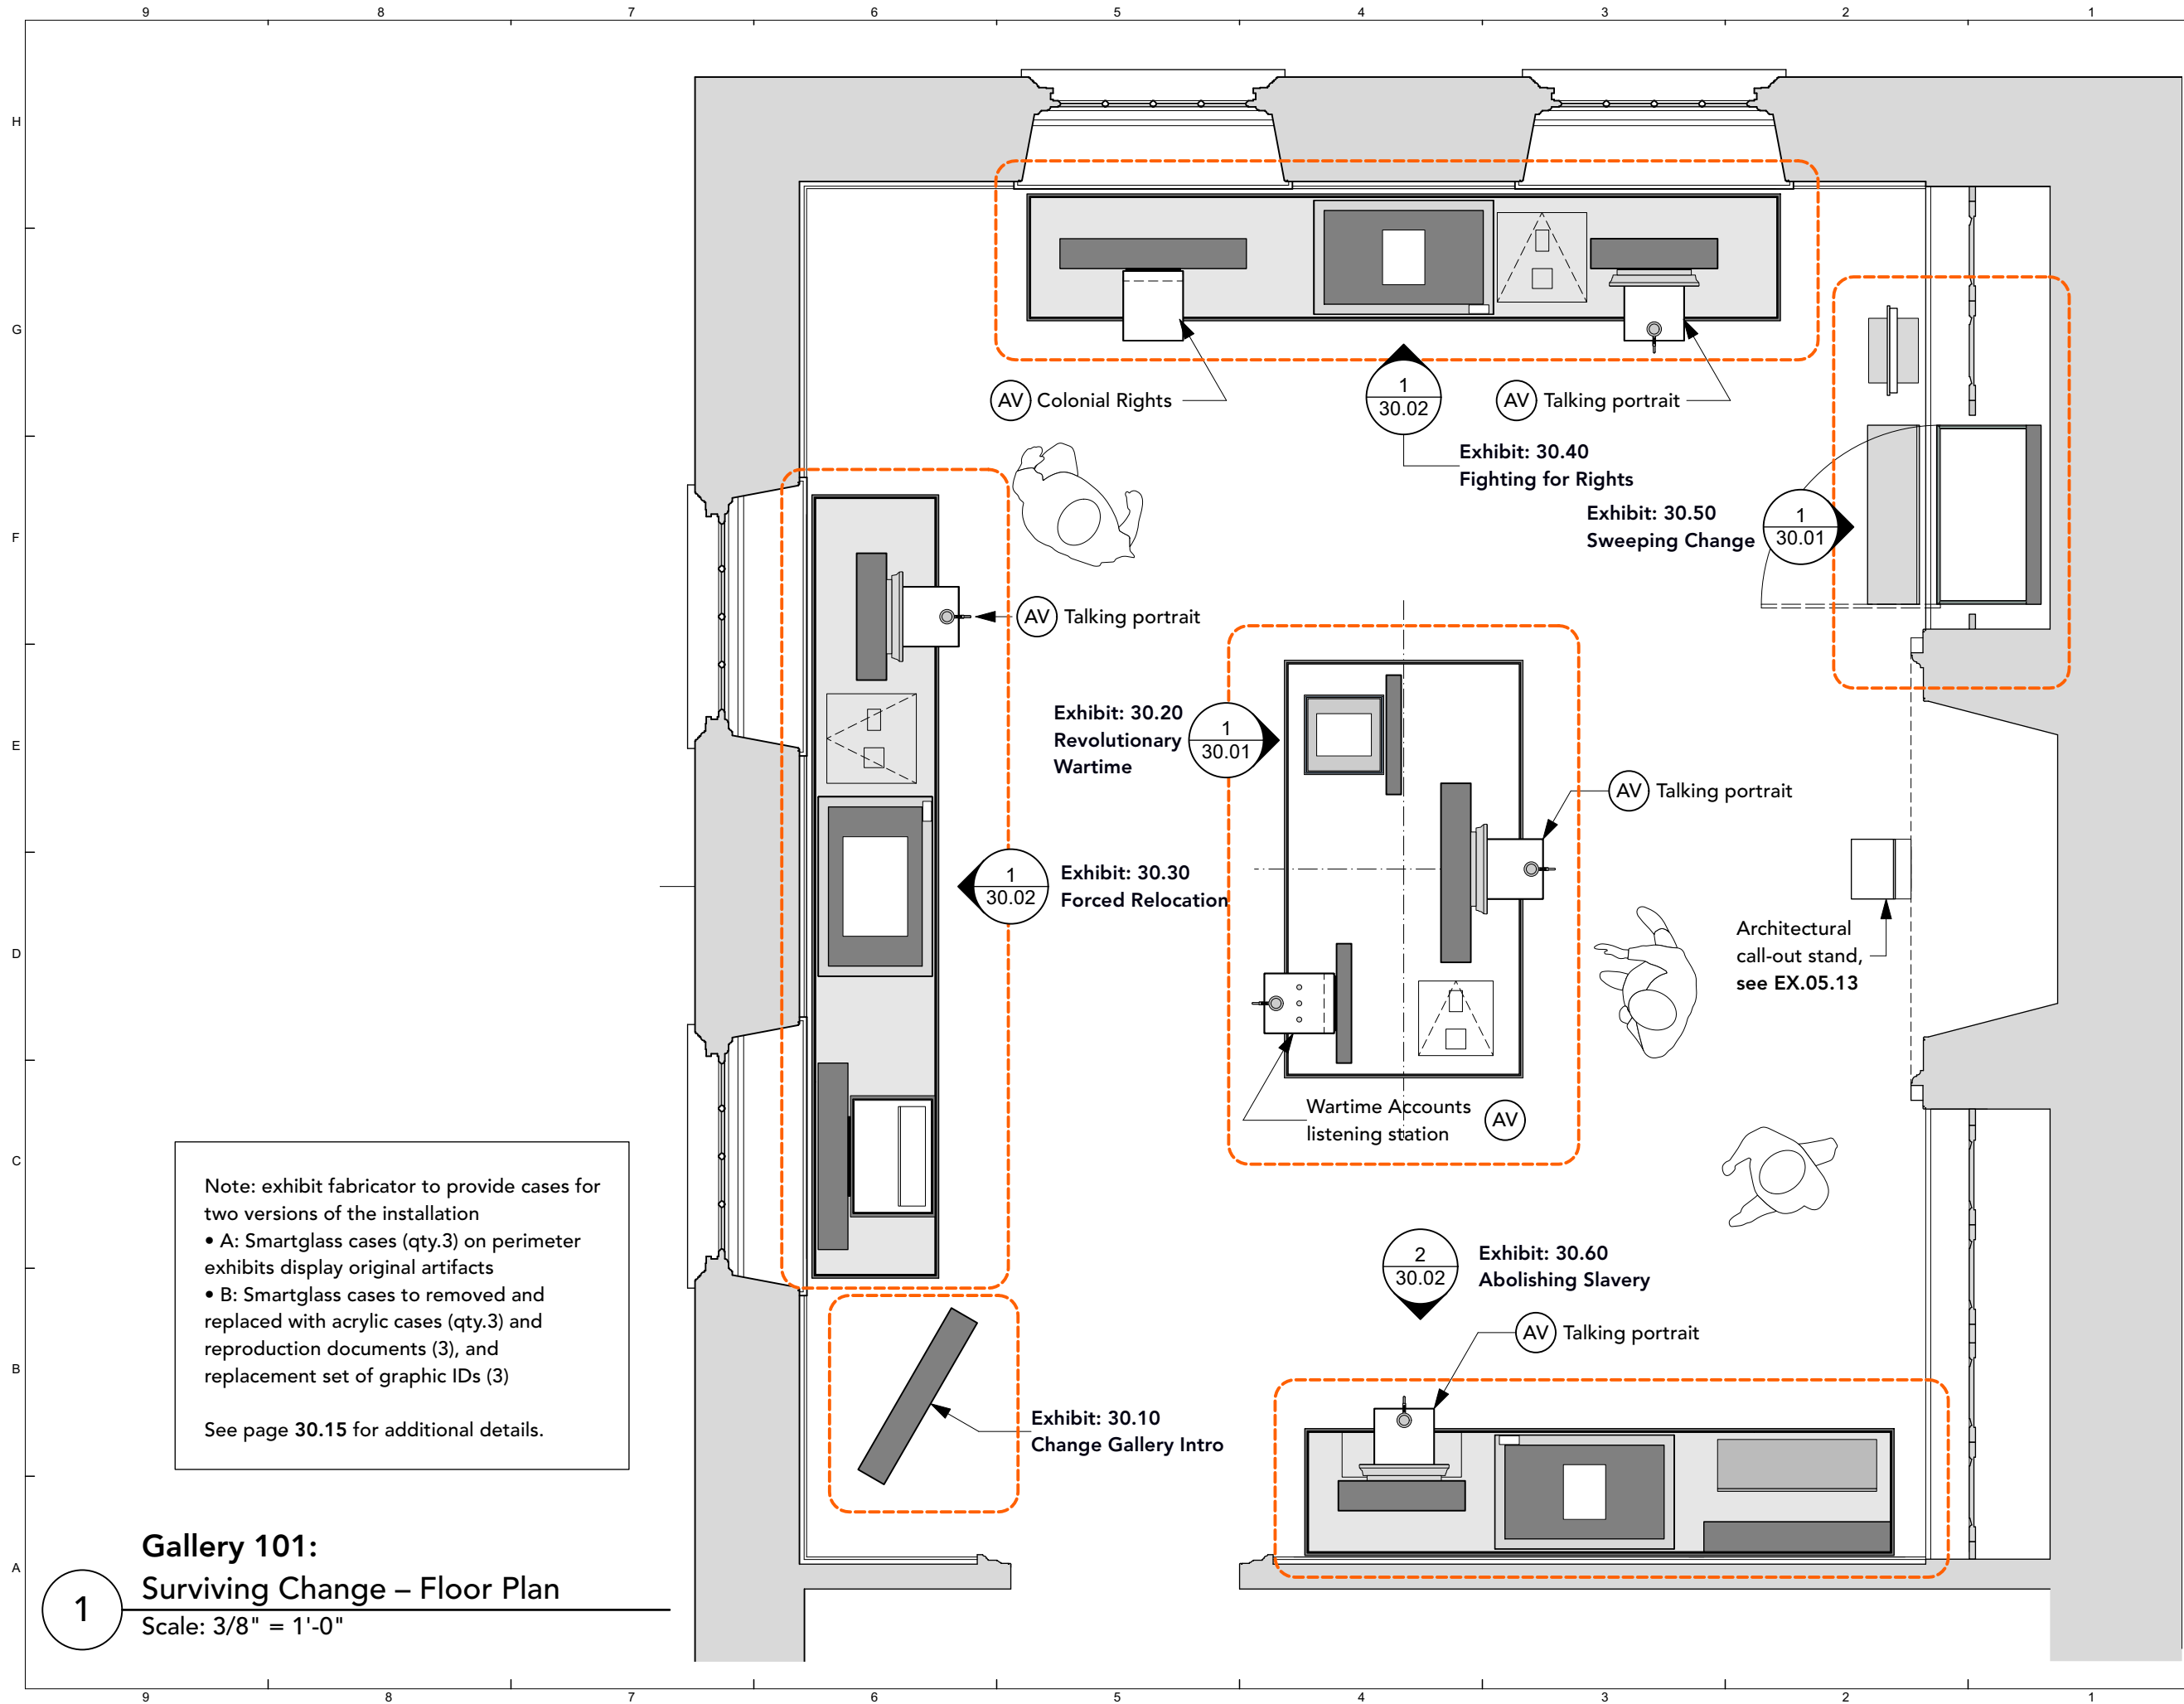 9 8 7 6 5 4 3 2 1
H
G
F
E
D
C
B
A
AV Colonial Rights
1
30.02
AV Talking portrait
Exhibit: 30.40
Fighting for Rights
Exhibit: 30.50
Sweeping Change
1
30.01
AV Talking portrait
Exhibit: 30.20
Revolutionary
Wartime
1
30.01
AV Talking portrait
1
30.02
Exhibit: 30.30
Forced Relocation
Architectural
call-out stand,
see EX.05.13
Wartime Accounts
listening station
AV
Note: exhibit fabricator to provide cases for
two versions of the installation
• A: Smartglass cases (qty.3) on perimeter
exhibits display original artifacts
• B: Smartglass cases to removed and
replaced with acrylic cases (qty.3) and
reproduction documents (3), and
replacement set of graphic IDs (3)
See page 30.15 for additional details.
2
30.02
Exhibit: 30.60
Abolishing Slavery
AV Talking portrait
Exhibit: 30.10
Change Gallery Intro
1
Gallery 101:
Surviving Change – Floor Plan
Scale: 3/8" = 1'-0"
9 8 7 6 5 4 3 2 1